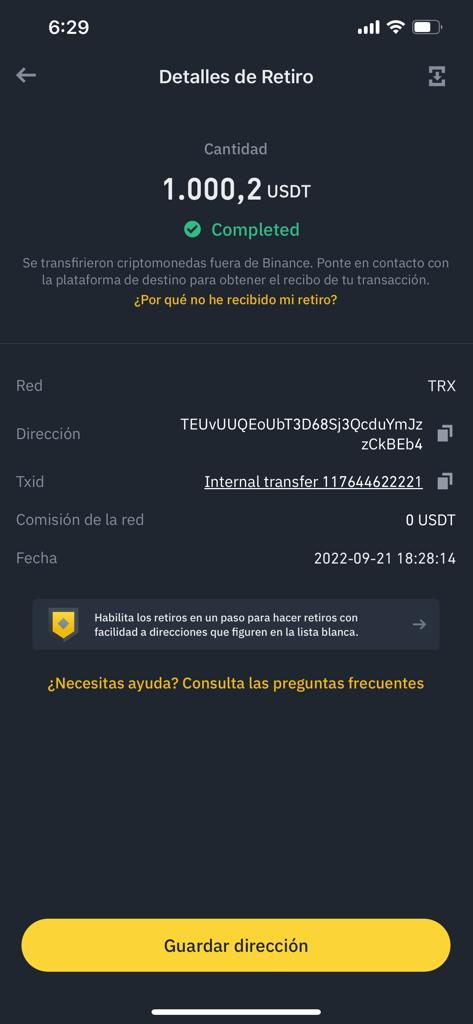 6:29
Detalles de Retiro
Cantidad
1.000,2 USDT
Completed
Se transfirieron criptomonedas fuera de Binance. Ponte en contacto con
la plataforma de destino para obtener el recibo de tu transacción.
¿Por qué no he recibido mi retiro?
Red TRX
Dirección TEUvUUQEoUbT3D68Sj3QcduYmJz
zCkBEb4
Txid Internal transfer 117644622221
Comisión de la red 0 USDT
Fecha 2022-09-21 18:28:14
Habilita los retiros en un paso para hacer retiros con
facilidad a direcciones que figuren en la lista blanca.
¿Necesitas ayuda? Consulta las preguntas frecuentes
Guardar dirección